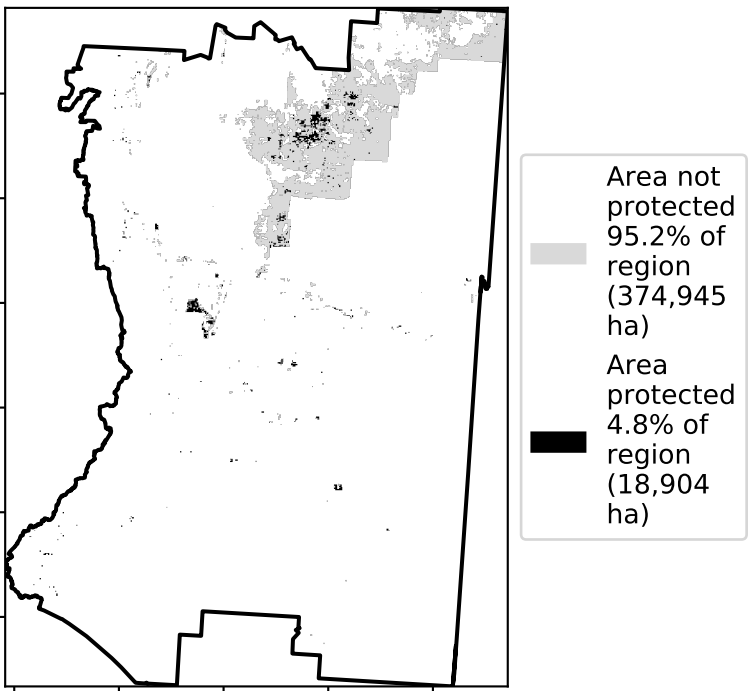 Area not
protected
95.2% of
region
(374,945
ha)
Area
protected
4.8% of
region
(18,904
ha)